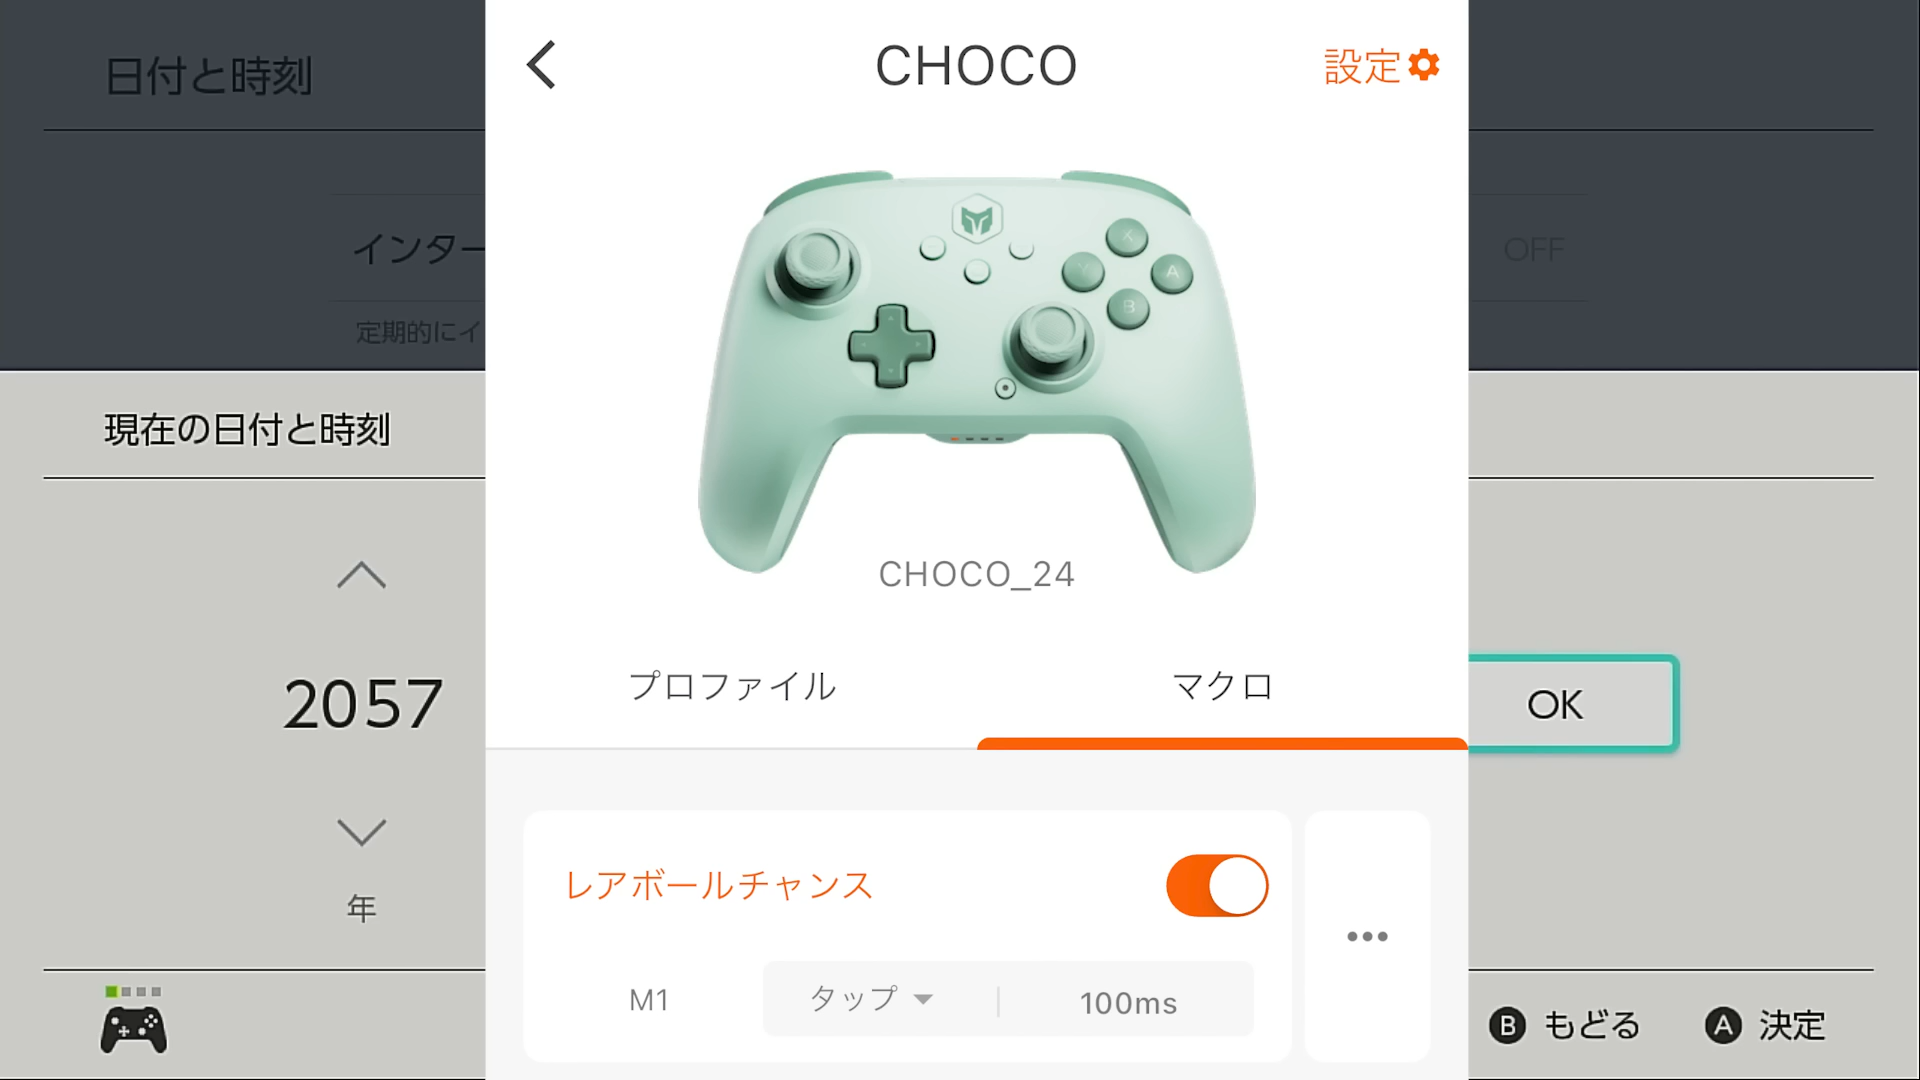 日付と時刻
インター
OFF
定期的にイ
現在の日付と時刻
2057
年
OK
B もどる
A 決定
CHOCO
設定
X
Y
A
B
CHOCO_24
プロファイル
マクロ
レアボールチャンス
M1
タップ
100ms